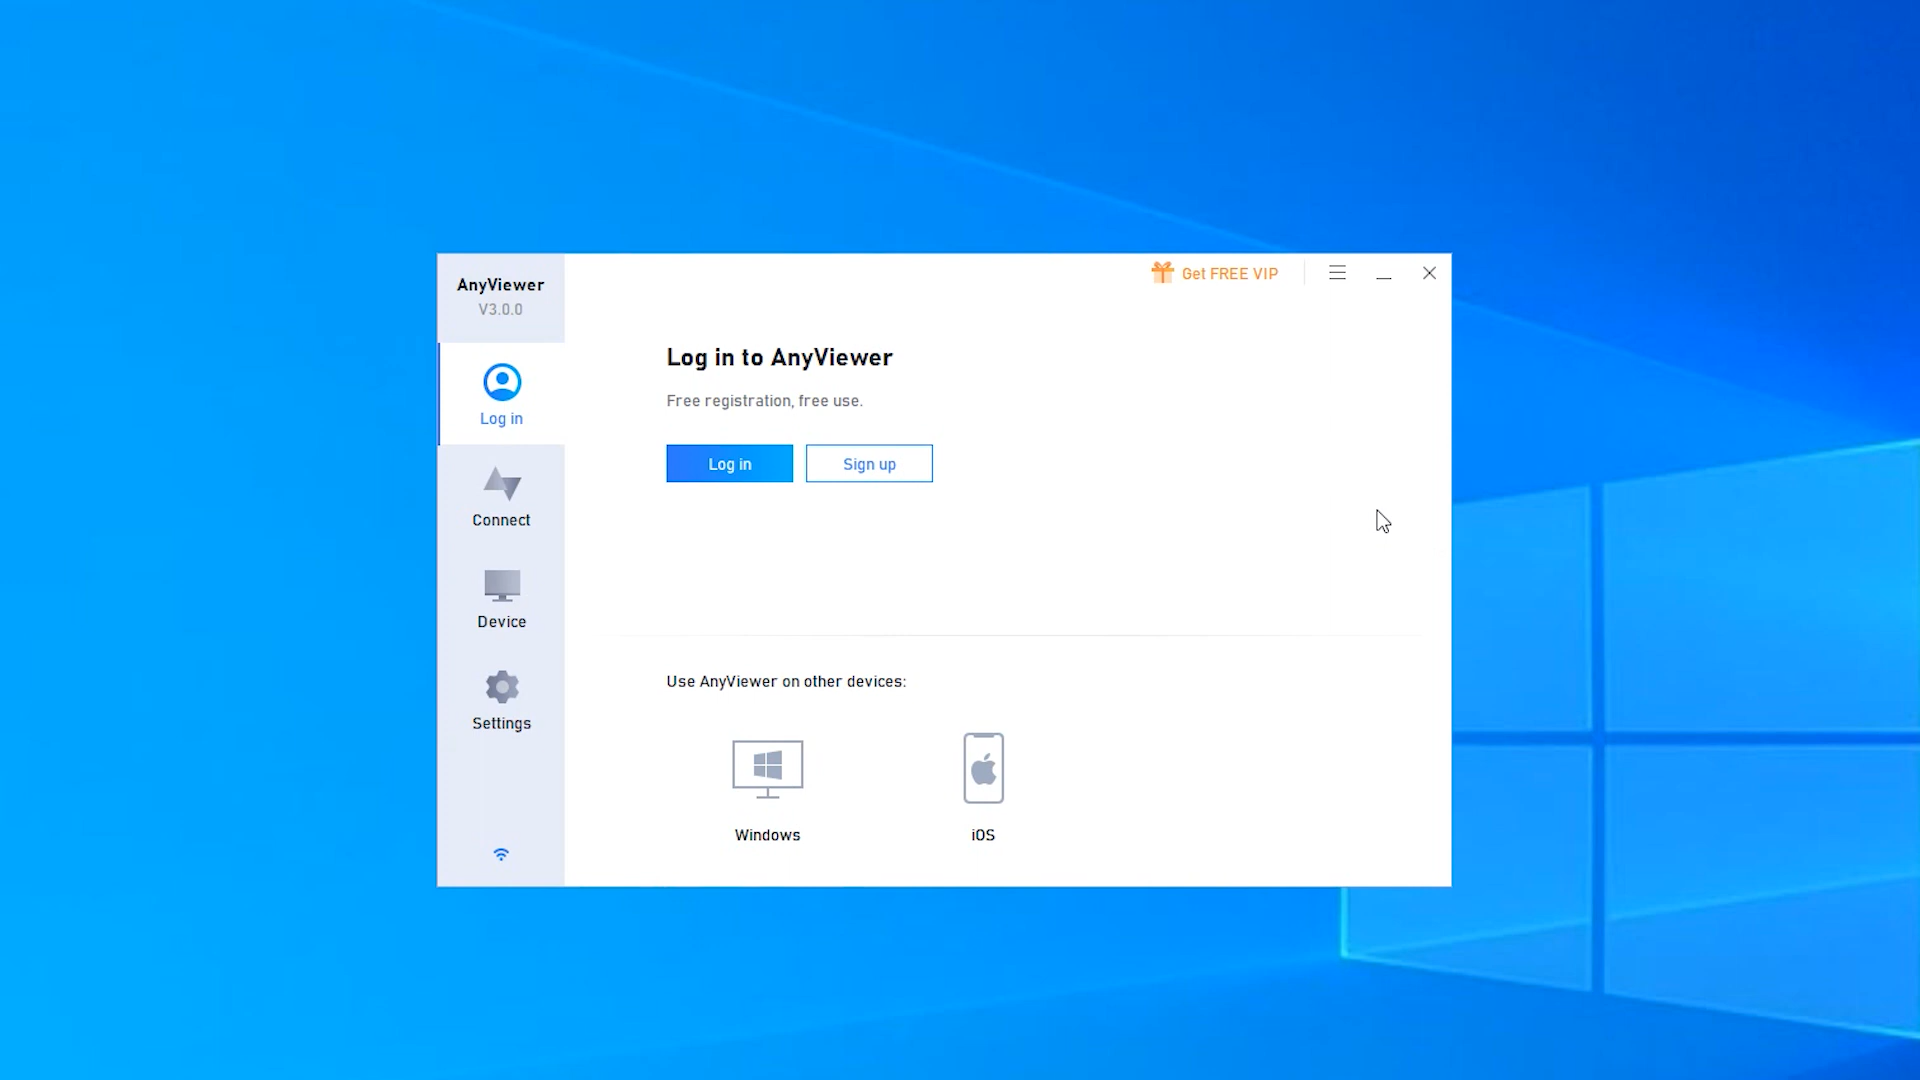 AnyViewer
V3.0.0
Get FREE VIP
Log in
Connect
Device
Settings
Log in to AnyViewer
Free registration, free use.
Log in
Sign up
Use AnyViewer on other devices:
Windows
iOS